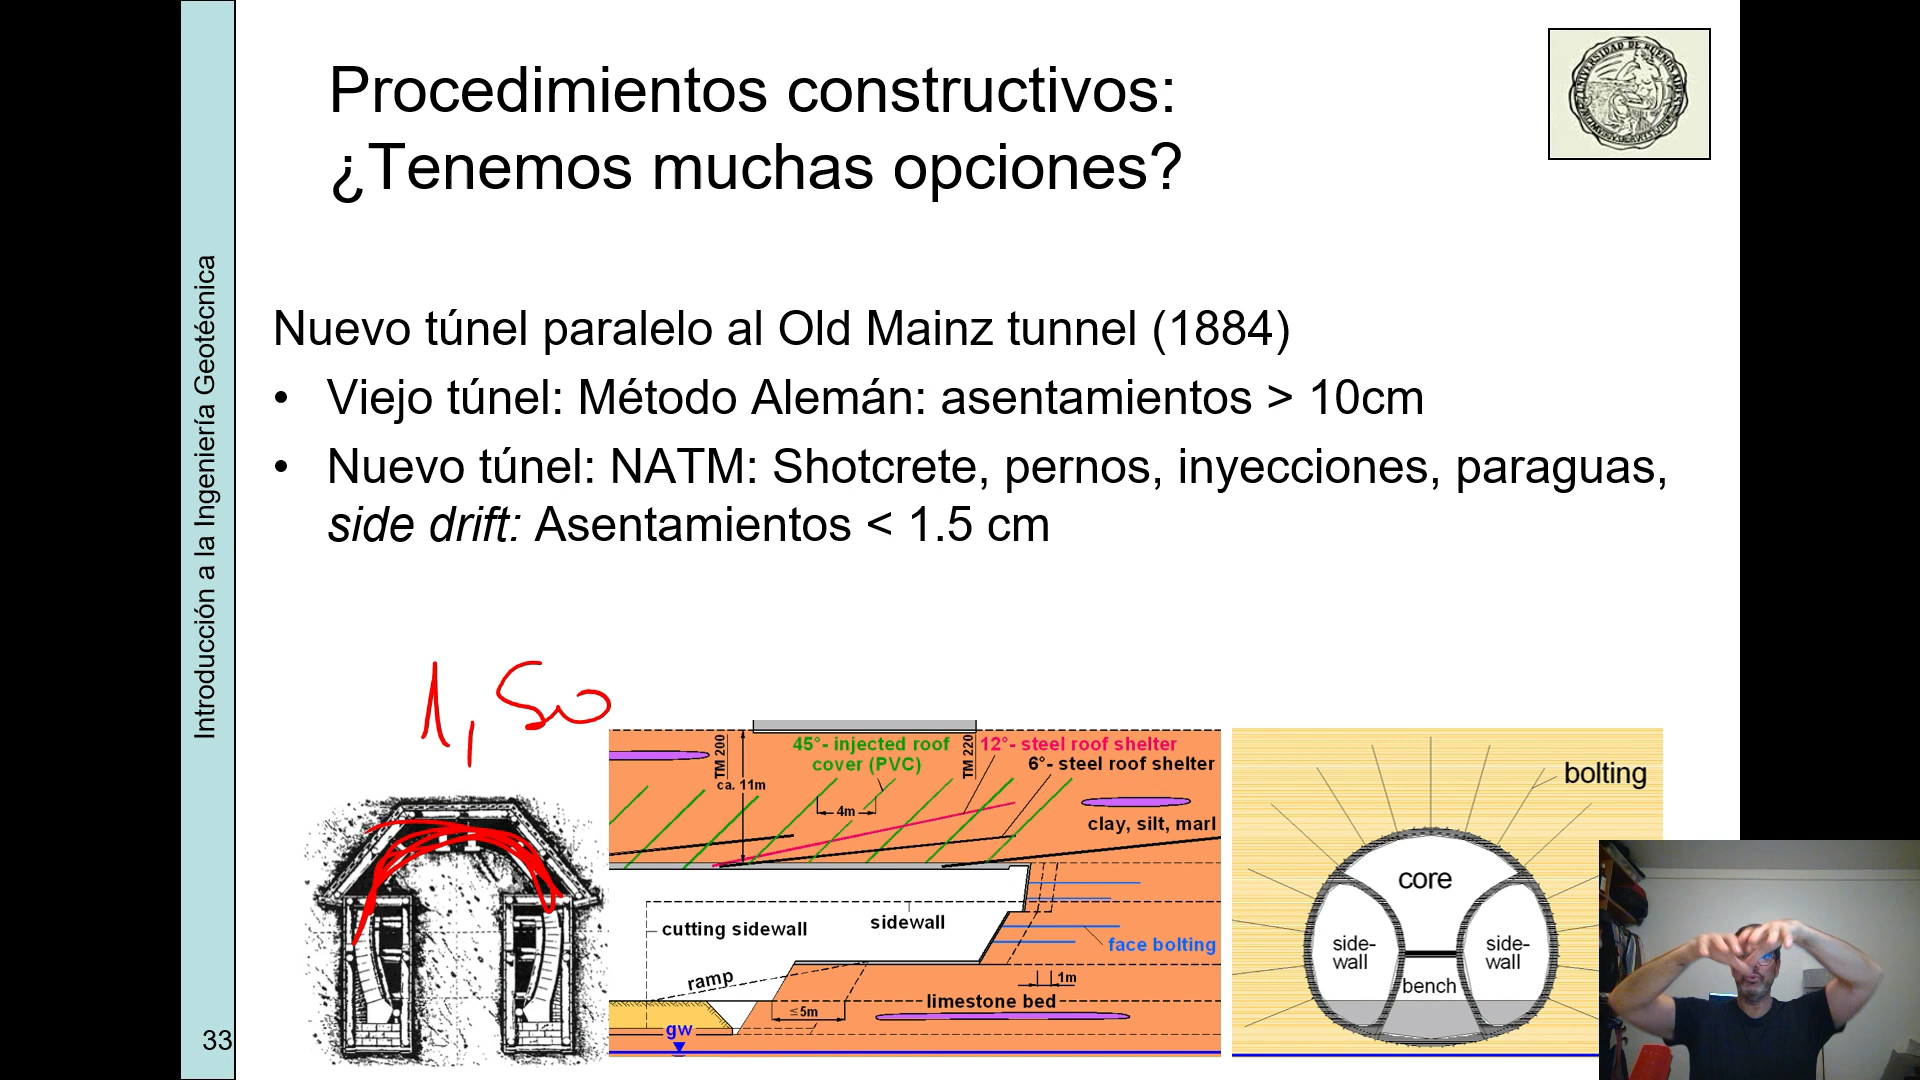 Procedimientos constructivos:
¿Tenemos muchas opciones?
Introducción a la Ingeniería Geotécnica
Nuevo túnel paralelo al Old Mainz tunnel (1884)
• Viejo túnel: Método Alemán: asentamientos > 10cm
• Nuevo túnel: NATM: Shotcrete, pernos, inyecciones, paraguas,
side drift: Asentamientos < 1.5 cm
1,50
TM 200
ca. 11m
45°- injected roof
cover (PVC)
4m
TM 220
12°- steel roof shelter
6°- steel roof shelter
clay, silt, marl
cutting sidewall
sidewall
face bolting
ramp
1m
limestone bed
≤5m
gw
bolting
core
side-
wall
side-
wall
bench
33